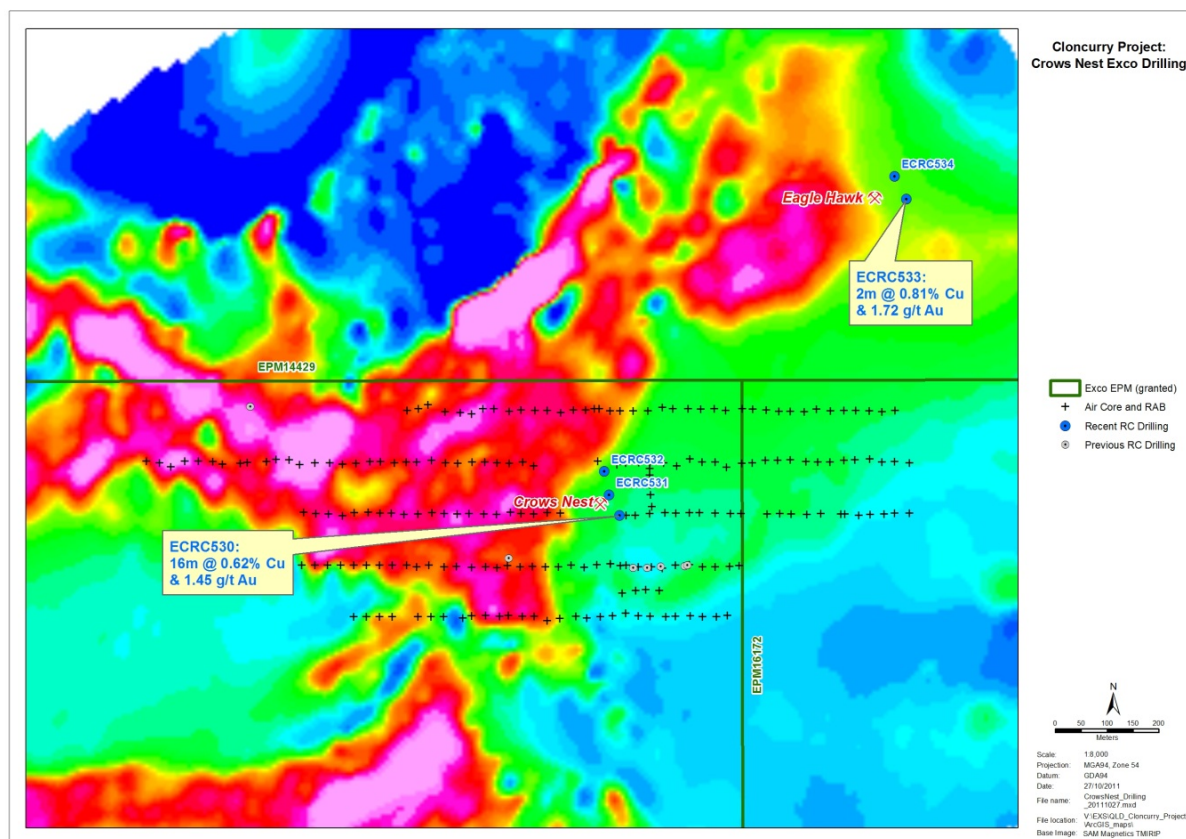 Cloncurry Project:
Crows Nest Exco Drilling
ECRC534
Eagle Hawk
ECRC533:
2m @ 0.81% Cu
& 1.72 g/t Au
EPM14429
ECRC532
ECRC531
Crows Nest
ECRC530:
16m @ 0.62% Cu
& 1.45 g/t Au
EPM16172
Exco EPM (granted)
Air Core and RAB
Recent RC Drilling
Previous RC Drilling
N
0 50 100 150 200
Meters
Scale: 1:8,000
Projection: MGA94, Zone 54
Datum: GDA94
Date: 27/10/2011
File name: CrowsNest_Drilling
_20111027.mxd
File location: V:\EXS\QLD_Cloncurry_Project
\ArcGIS_maps\
Base Image: SAM Magnetics TMIRIP